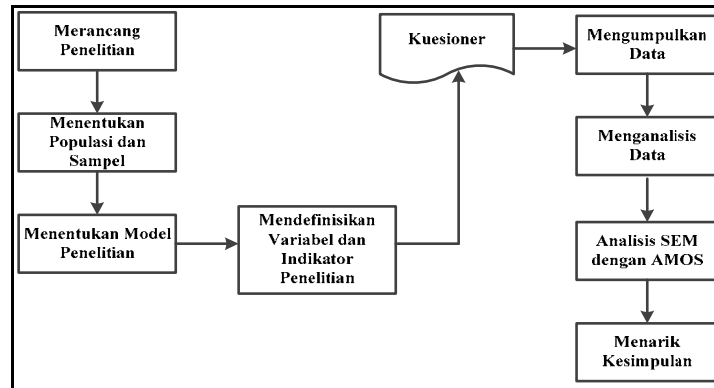 Merancang
Penelitian
Menentukan
Populasi dan
Sampel
Menentukan Model
Penelitian
Mendefinisikan
Variabel dan
Indikator
Penelitian
Kuesioner
Mengumpulkan
Data
Menganalisis
Data
Analisis SEM
dengan AMOS
Menarik
Kesimpulan